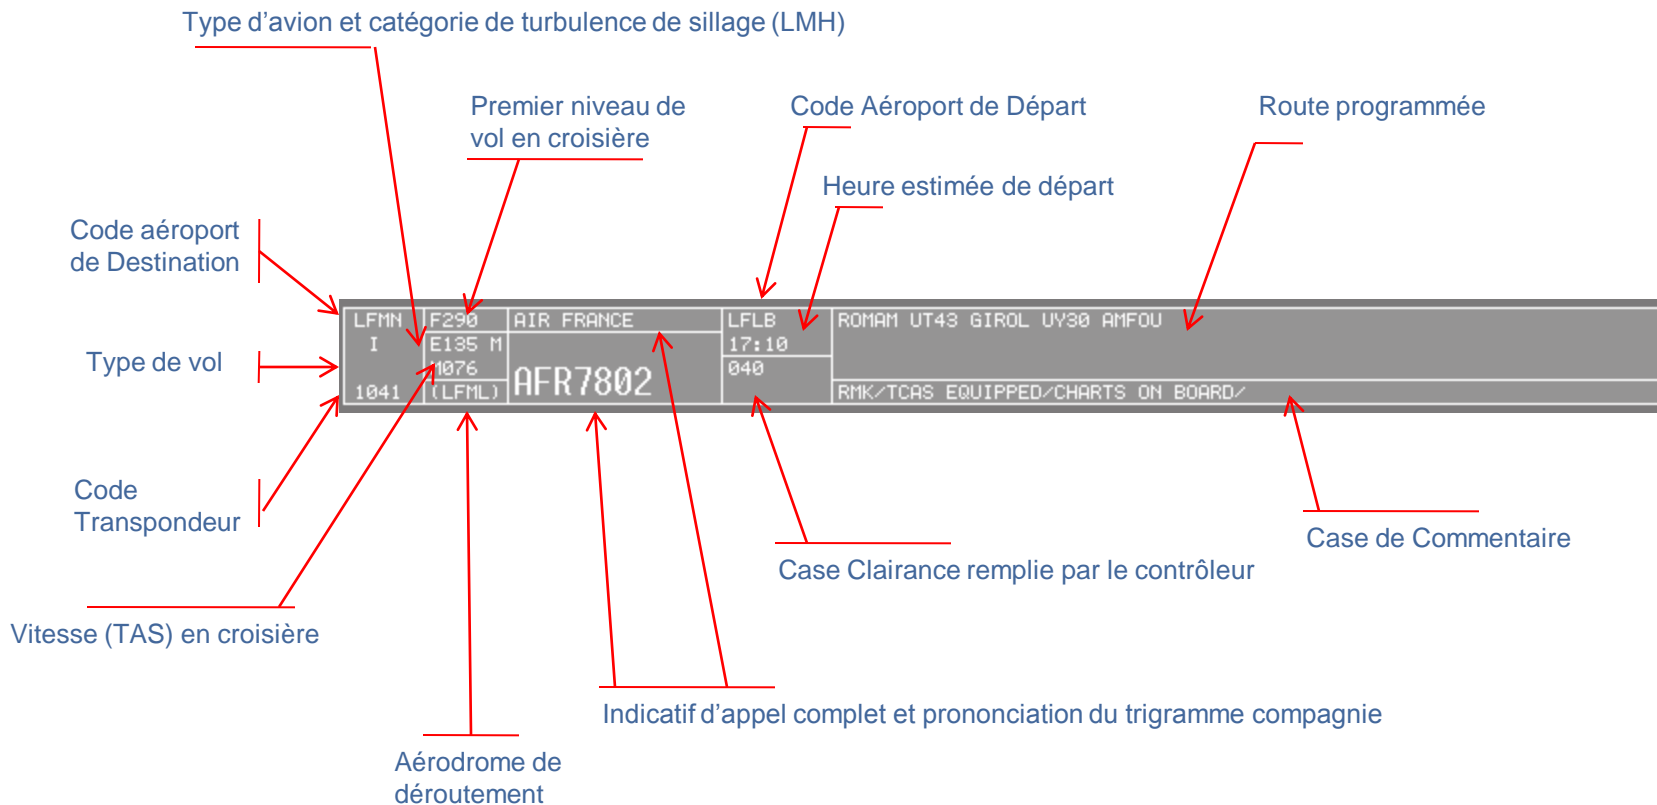 Type d’avion et catégorie de turbulence de sillage (LMH)
Premier niveau de
vol en croisière
Code Aéroport de Départ
Route programmée
Heure estimée de départ
Code aéroport
de Destination
Type de vol
LFMN F290 AIR FRANCE LFLB ROMAM UT43 GIROL UY30 AMFOU
I E135 M 17:10
M076 040
AFR7802
1041 (LFML) RMK/TCAS EQUIPPED/CHARTS ON BOARD/
Code
Transpondeur
Case de Commentaire
Case Clairance remplie par le contrôleur
Vitesse (TAS) en croisière
Indicatif d’appel complet et prononciation du trigramme compagnie
Aérodrome de
déroutement